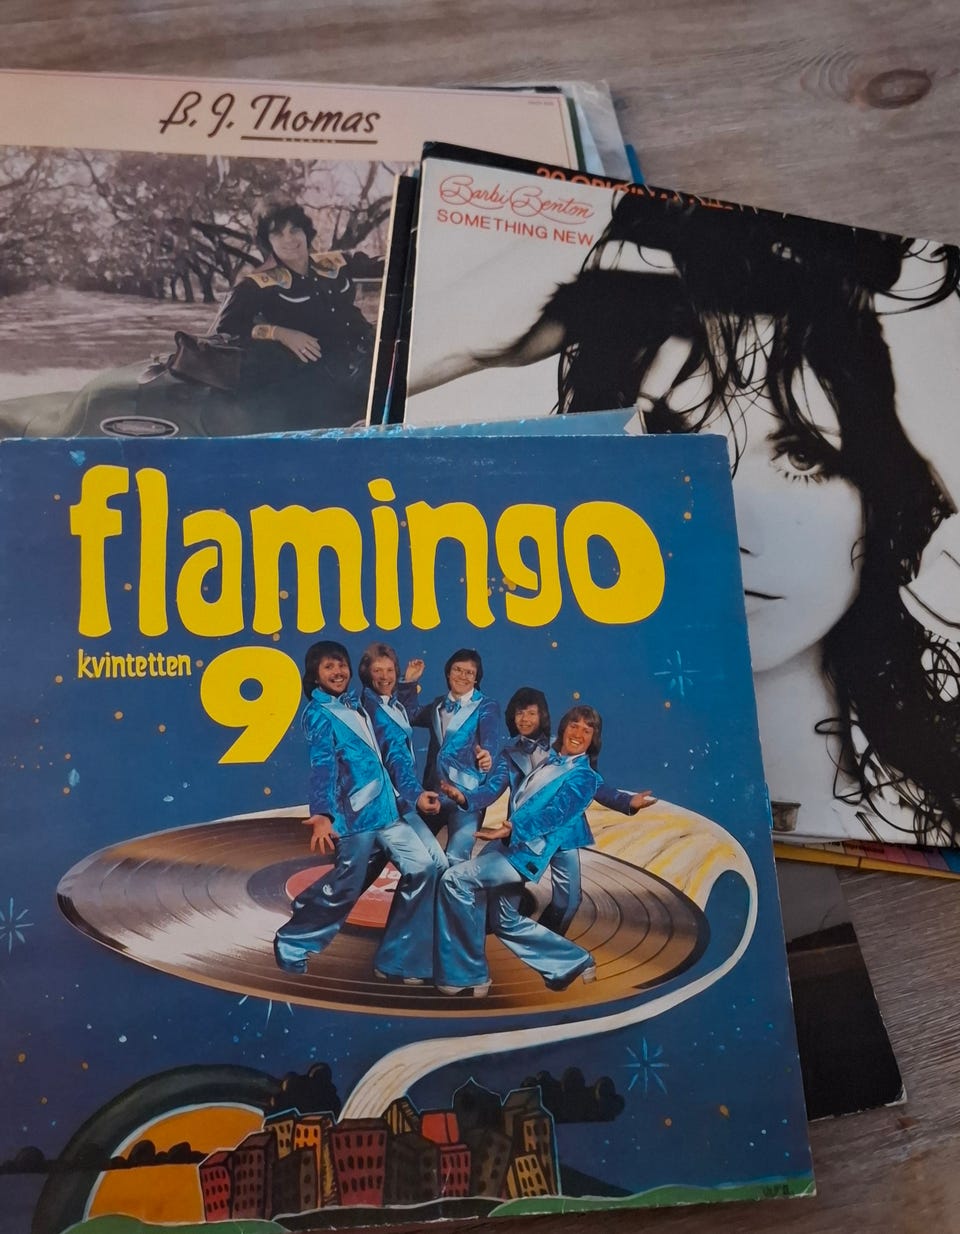 B. J. Thomas
Barbi Benton
SOMETHING NEW
flamingo
kvintetten
9